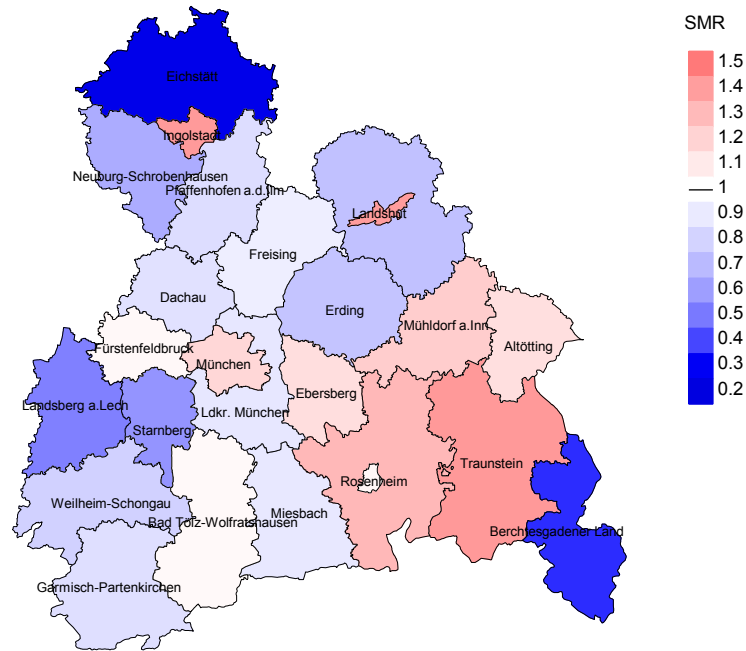 SMR
1.5
1.4
1.3
1.2
1.1
1
0.9
0.8
0.7
0.6
0.5
0.4
0.3
0.2
Eichstätt
Ingolstadt
Neuburg-Schrobenhausen
Pfaffenhofen a.d.Ilm
Landshut
Freising
Dachau
Erding
Mühldorf a.Inn
Altötting
Fürstenfeldbruck
München
Ebersberg
Landsberg a.Lech
Ldkr. München
Starnberg
Traunstein
Rosenheim
Weilheim-Schongau
Miesbach
Bad Tölz-Wolfratshausen
Berchtesgadener Land
Garmisch-Partenkirchen